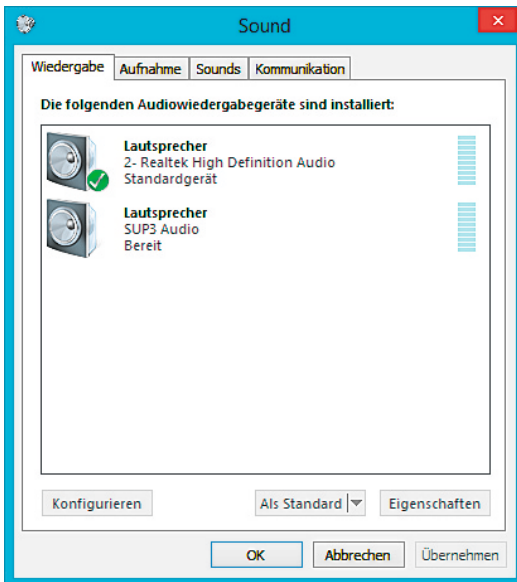 Sound
Wiedergabe Aufnahme Sounds Kommunikation
Die folgenden Audiowiedergabegeräte sind installiert:
Lautsprecher
2- Realtek High Definition Audio
Standardgerät
Lautsprecher
SUP3 Audio
Bereit
Konfigurieren Als Standard Eigenschaften
OK Abbrechen Übernehmen